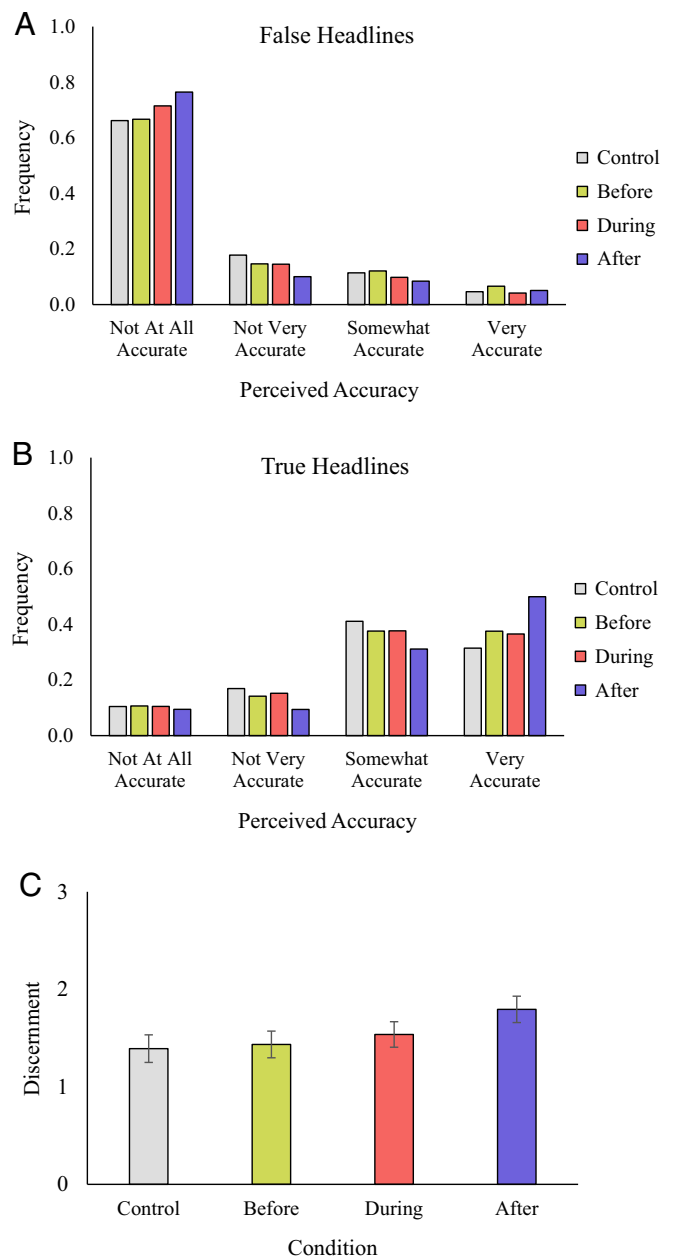 A
False Headlines
1.0
0.8
0.6
0.4
0.2
0.0
Frequency
Control
Before
During
After
Not At All
Accurate
Not Very
Accurate
Somewhat
Accurate
Very
Accurate
Perceived Accuracy
B
True Headlines
1.0
0.8
0.6
0.4
0.2
0.0
Frequency
Control
Before
During
After
Not At All
Accurate
Not Very
Accurate
Somewhat
Accurate
Very
Accurate
Perceived Accuracy
C
3
2
1
0
Discernment
Control
Before
During
After
Condition